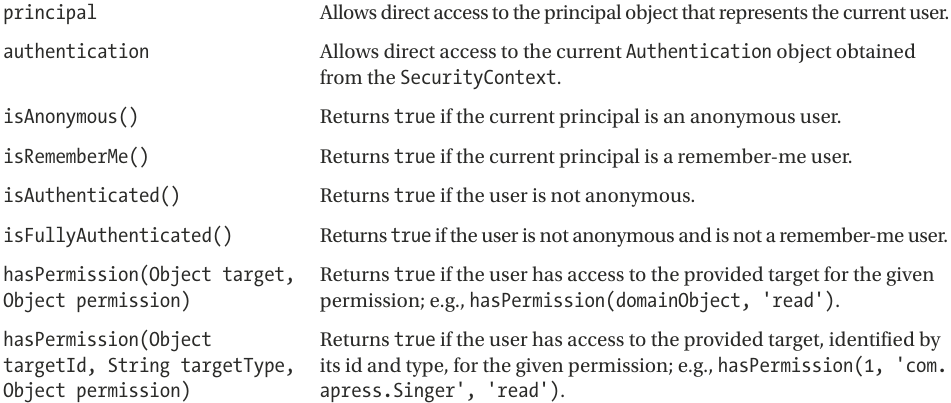 principal Allows direct access to the principal object that represents the current user.
authentication Allows direct access to the current Authentication object obtained
from the SecurityContext.
isAnonymous() Returns true if the current principal is an anonymous user.
isRememberMe() Returns true if the current principal is a remember-me user.
isAuthenticated() Returns true if the user is not anonymous.
isFullyAuthenticated() Returns true if the user is not anonymous and is not a remember-me user.
hasPermission(Object target, Returns true if the user has access to the provided target for the given
Object permission) permission; e.g., hasPermission(domainObject, 'read').
hasPermission(Object Returns true if the user has access to the provided target, identified by
targetId, String targetType, its id and type, for the given permission; e.g., hasPermission(1, 'com.
Object permission) apress.Singer', 'read').